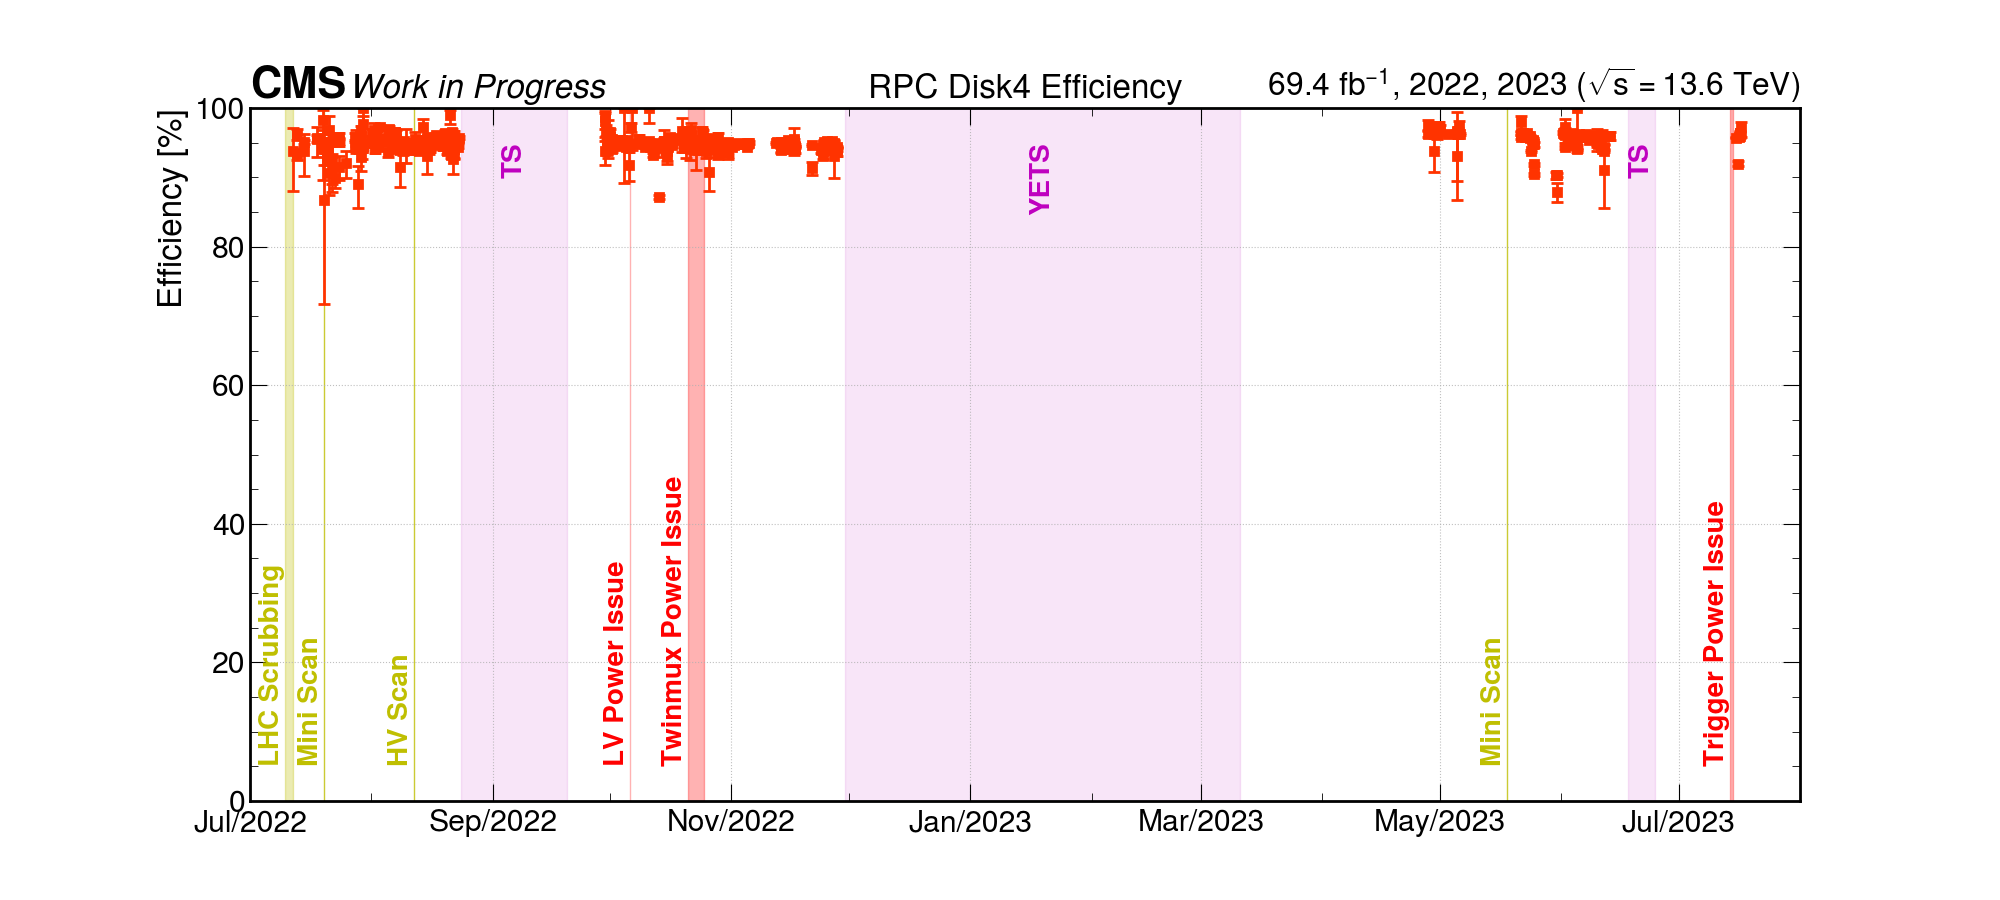 CMS Work in Progress
RPC Disk4 Efficiency
69.4 fb⁻¹, 2022, 2023 (√s = 13.6 TeV)
Efficiency [%]
100
80
60
40
20
0
LHC Scrubbing
Mini Scan
HV Scan
TS
LV Power Issue
Twinmux Power Issue
YETS
Mini Scan
TS
Trigger Power Issue
Jul/2022
Sep/2022
Nov/2022
Jan/2023
Mar/2023
May/2023
Jul/2023